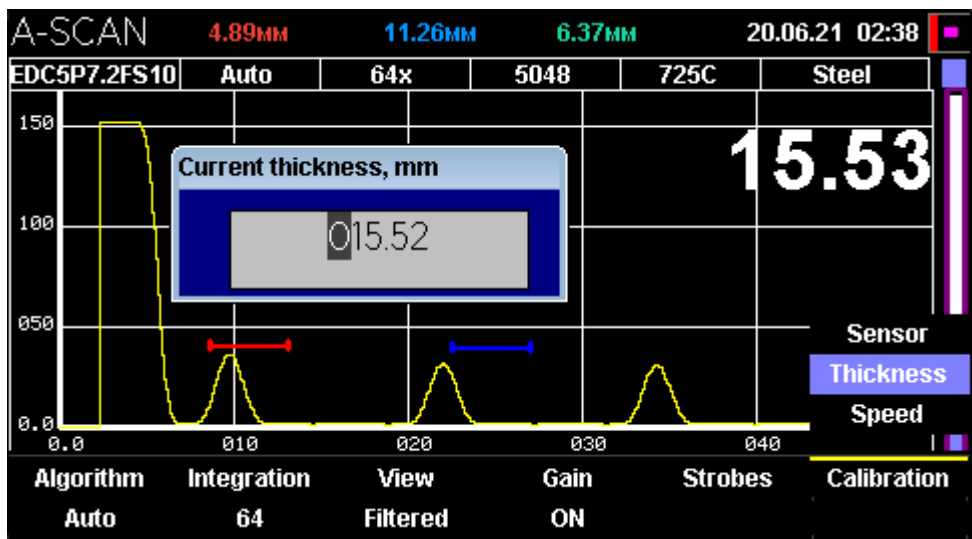 A-SCAN 4.89мм 11.26мм 6.37мм 20.06.21 02:38
EDC5P7.2FS10 Auto 64x 5048 725C Steel
150
15.53
Current thickness, mm
100
015.52
050
Sensor
Thickness
Speed
0.0
0.0 010 020 030 040
Algorithm Integration View Gain Strobes Calibration
Auto 64 Filtered ON